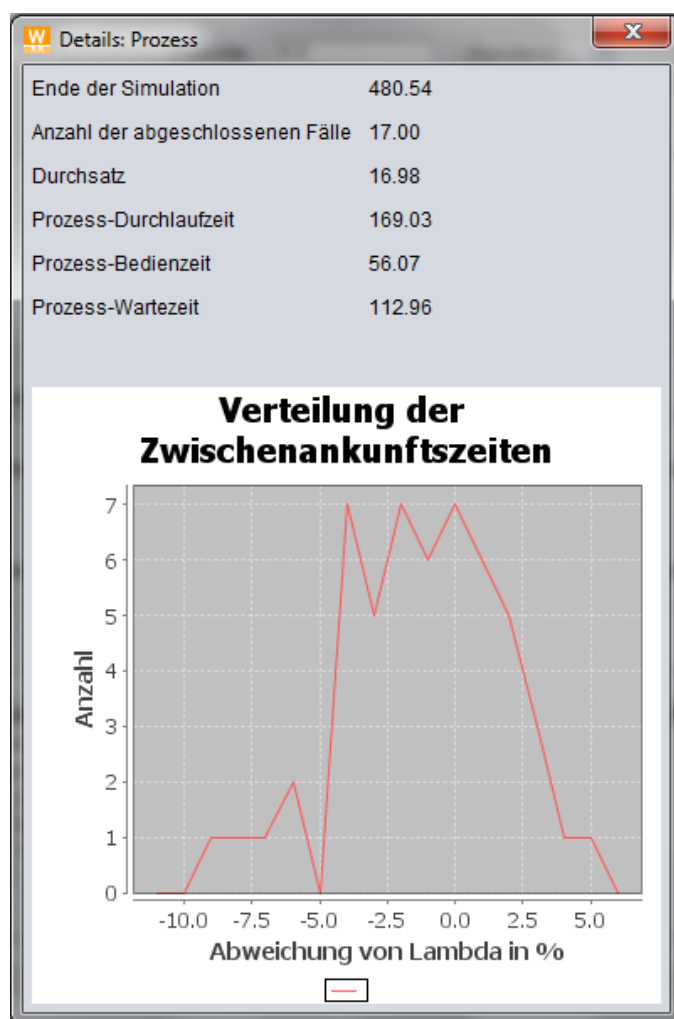 W Details: Prozess X
Ende der Simulation 480.54
Anzahl der abgeschlossenen Fälle 17.00
Durchsatz 16.98
Prozess-Durchlaufzeit 169.03
Prozess-Bedienzeit 56.07
Prozess-Wartezeit 112.96
Verteilung der
Zwischenankunftszeiten
Anzahl
7
6
5
4
3
2
1
0
-10.0 -7.5 -5.0 -2.5 0.0 2.5 5.0
Abweichung von Lambda in %